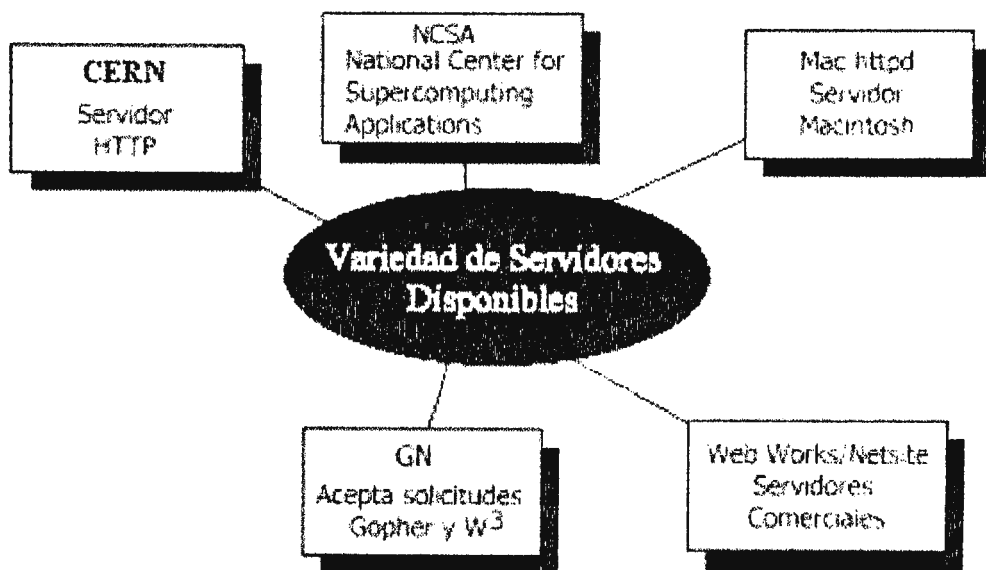 CERN
Servidor
HTTP
NCSA
National Center for
Supercomputing
Applications
Mac httpd
Servidor
Macintosh
Variedad de Servidores
Disponibles
GN
Acepta solicitudes
Gopher y W3
Web Works/Netsite
Servidores
Comerciales